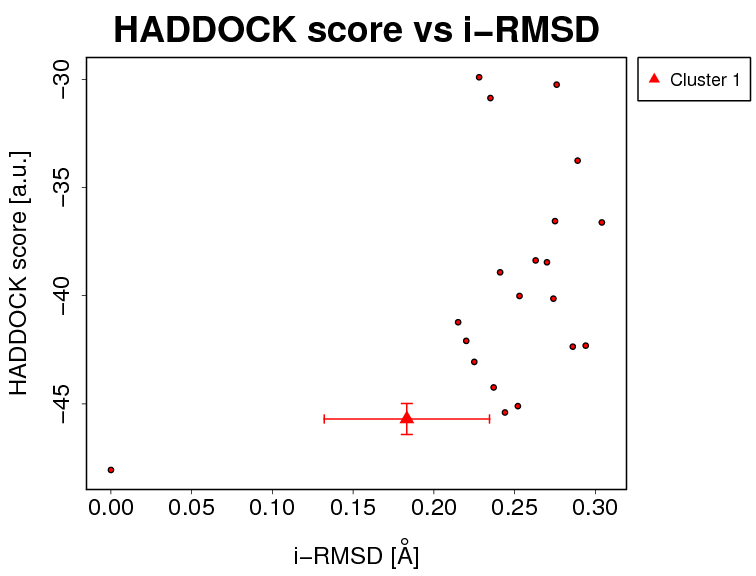 HADDOCK score vs i−RMSD
Cluster 1
HADDOCK score [a.u.]
−30
−35
−40
−45
0.00 0.05 0.10 0.15 0.20 0.25 0.30
i−RMSD [Å]